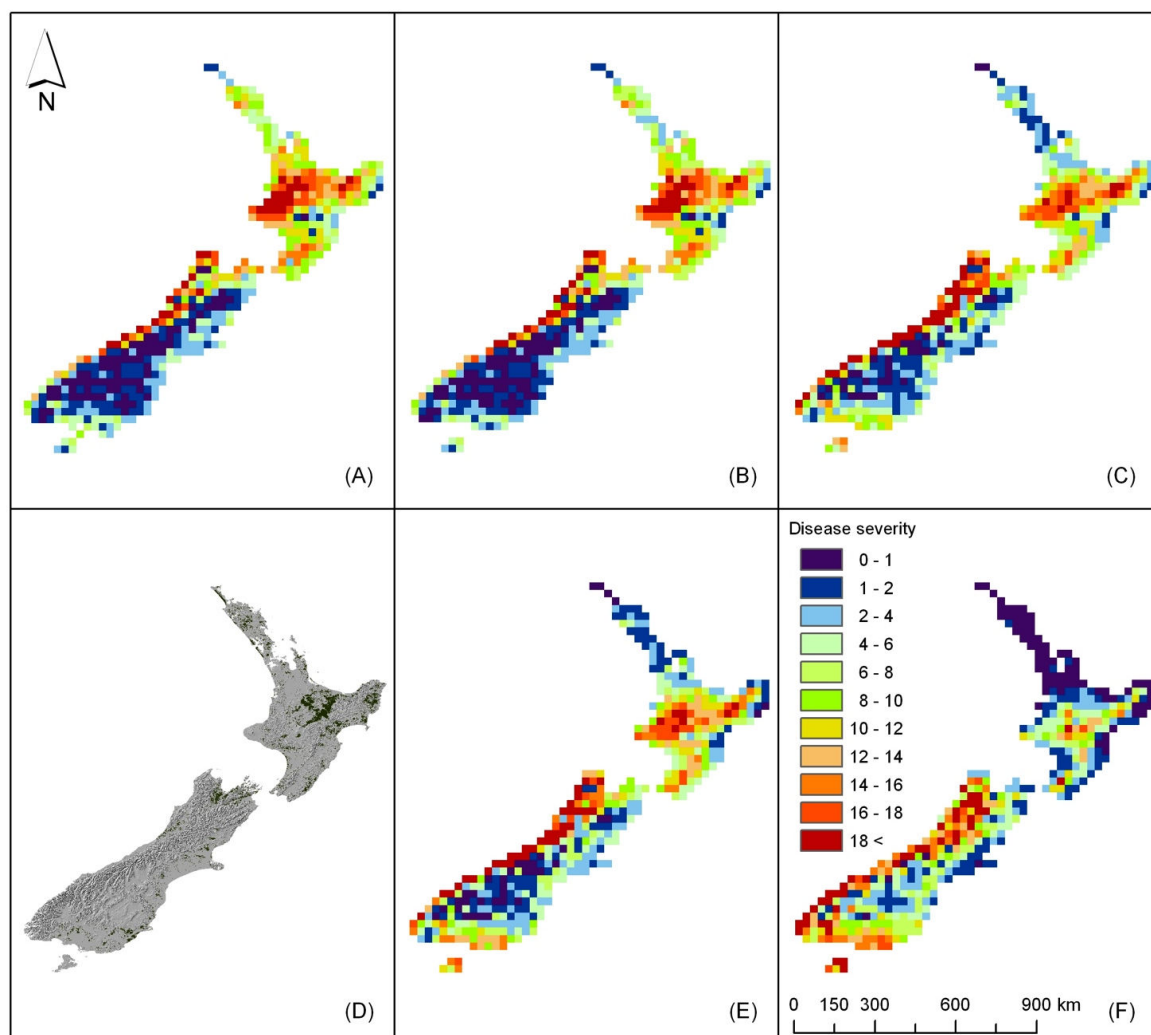 N
(A)
(B)
(C)
(D)
(E)
Disease severity
0 - 1
1 - 2
2 - 4
4 - 6
6 - 8
8 - 10
10 - 12
12 - 14
14 - 16
16 - 18
18 <
0 150 300 600 900 km
(F)